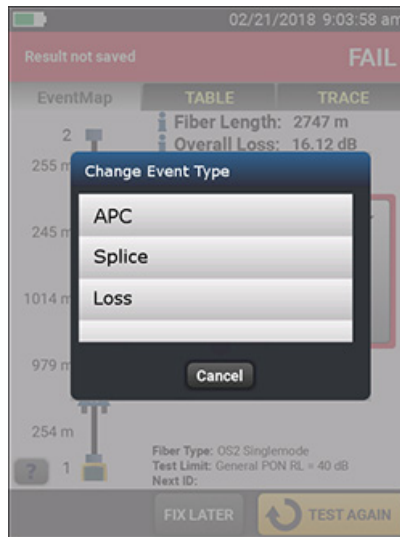 02/21/2018 9:03:58 am
Result not saved
FAIL
EventMap
TABLE
TRACE
Fiber Length: 2747 m
Overall Loss: 16.12 dB
2
255 m
Change Event Type
APC
Splice
Loss
Cancel
245 m
1014 m
979 m
254 m
1
?
Fiber Type: OS2 Singlemode
Test Limit: General PON RL = 40 dB
Next ID:
FIX LATER
TEST AGAIN